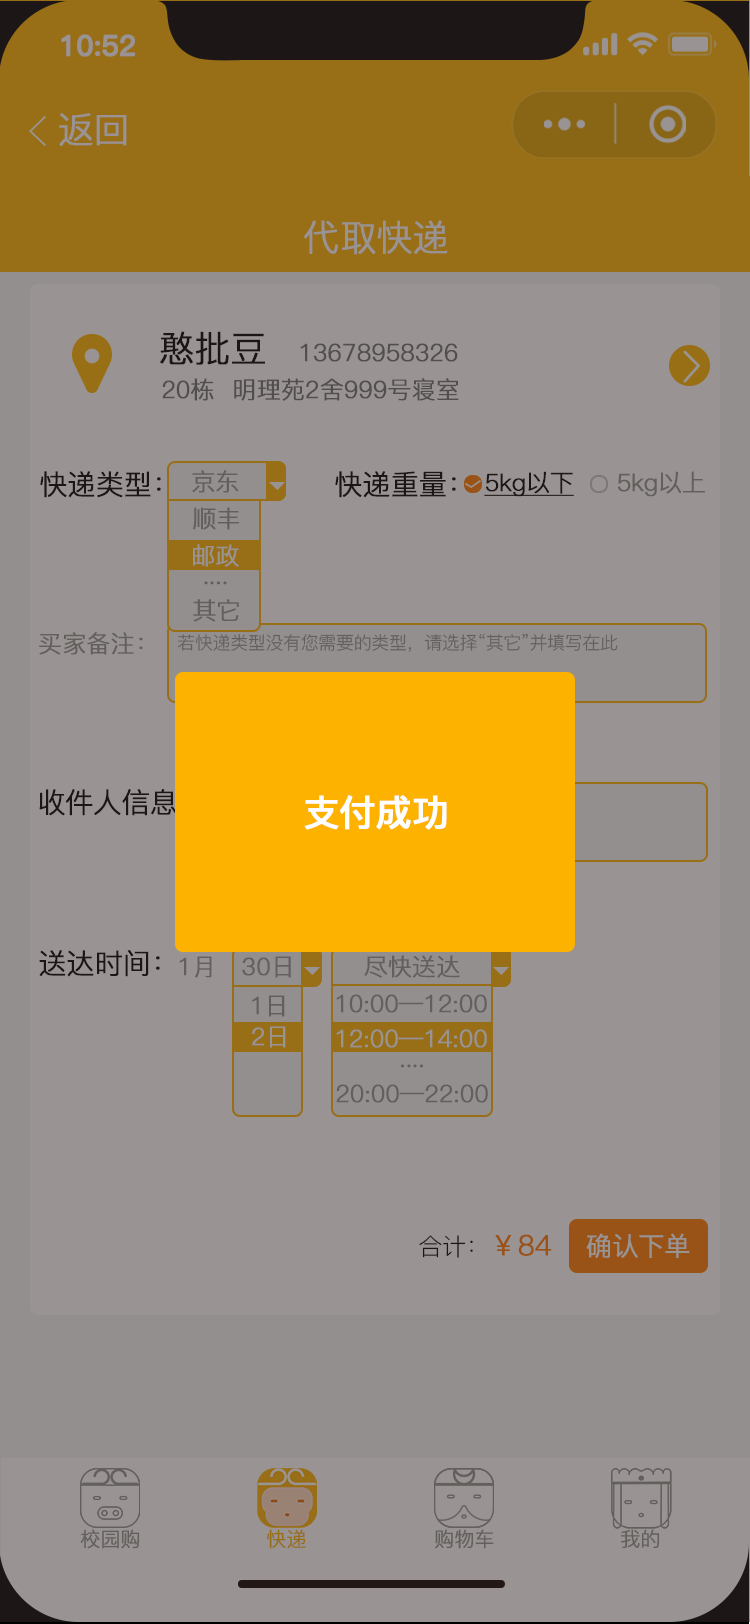 10:52
返回
代取快递
憨批豆 13678958326
20栋 明理苑2舍999号寝室
快递类型： 京东 快递重量： 5kg以下 5kg以上
顺丰
邮政
····
其它
买家备注： 若快递类型没有您需要的类型，请选择“其它”并填写在此
支付成功
收件人信息
送达时间： 1月 30日 尽快送达
1日 10:00—12:00
2日 12:00—14:00
····
20:00—22:00
合计： ￥84 确认下单
校园购 快递 购物车 我的